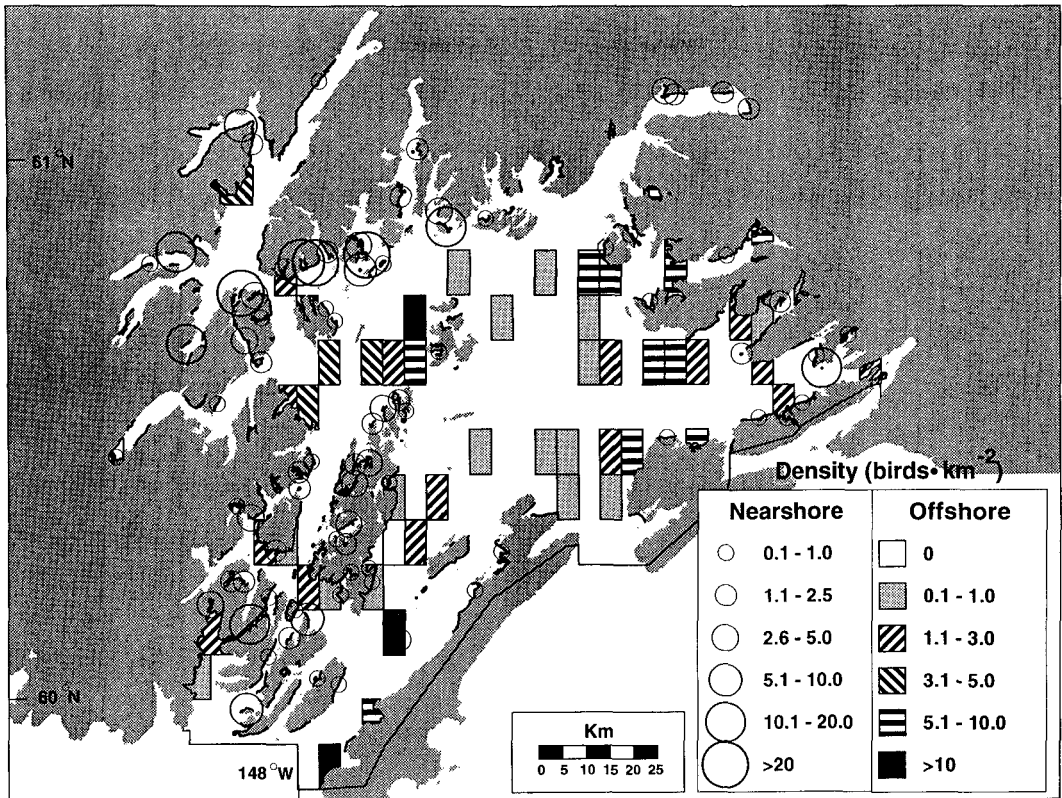 61 °N
Density (birds•km⁻²)
Nearshore
0.1 - 1.0
1.1 - 2.5
2.6 - 5.0
5.1 - 10.0
10.1 - 20.0
>20
Offshore
0
0.1 - 1.0
1.1 - 3.0
3.1 - 5.0
5.1 - 10.0
>10
60 °N
148 °W
Km
0 5 10 15 20 25